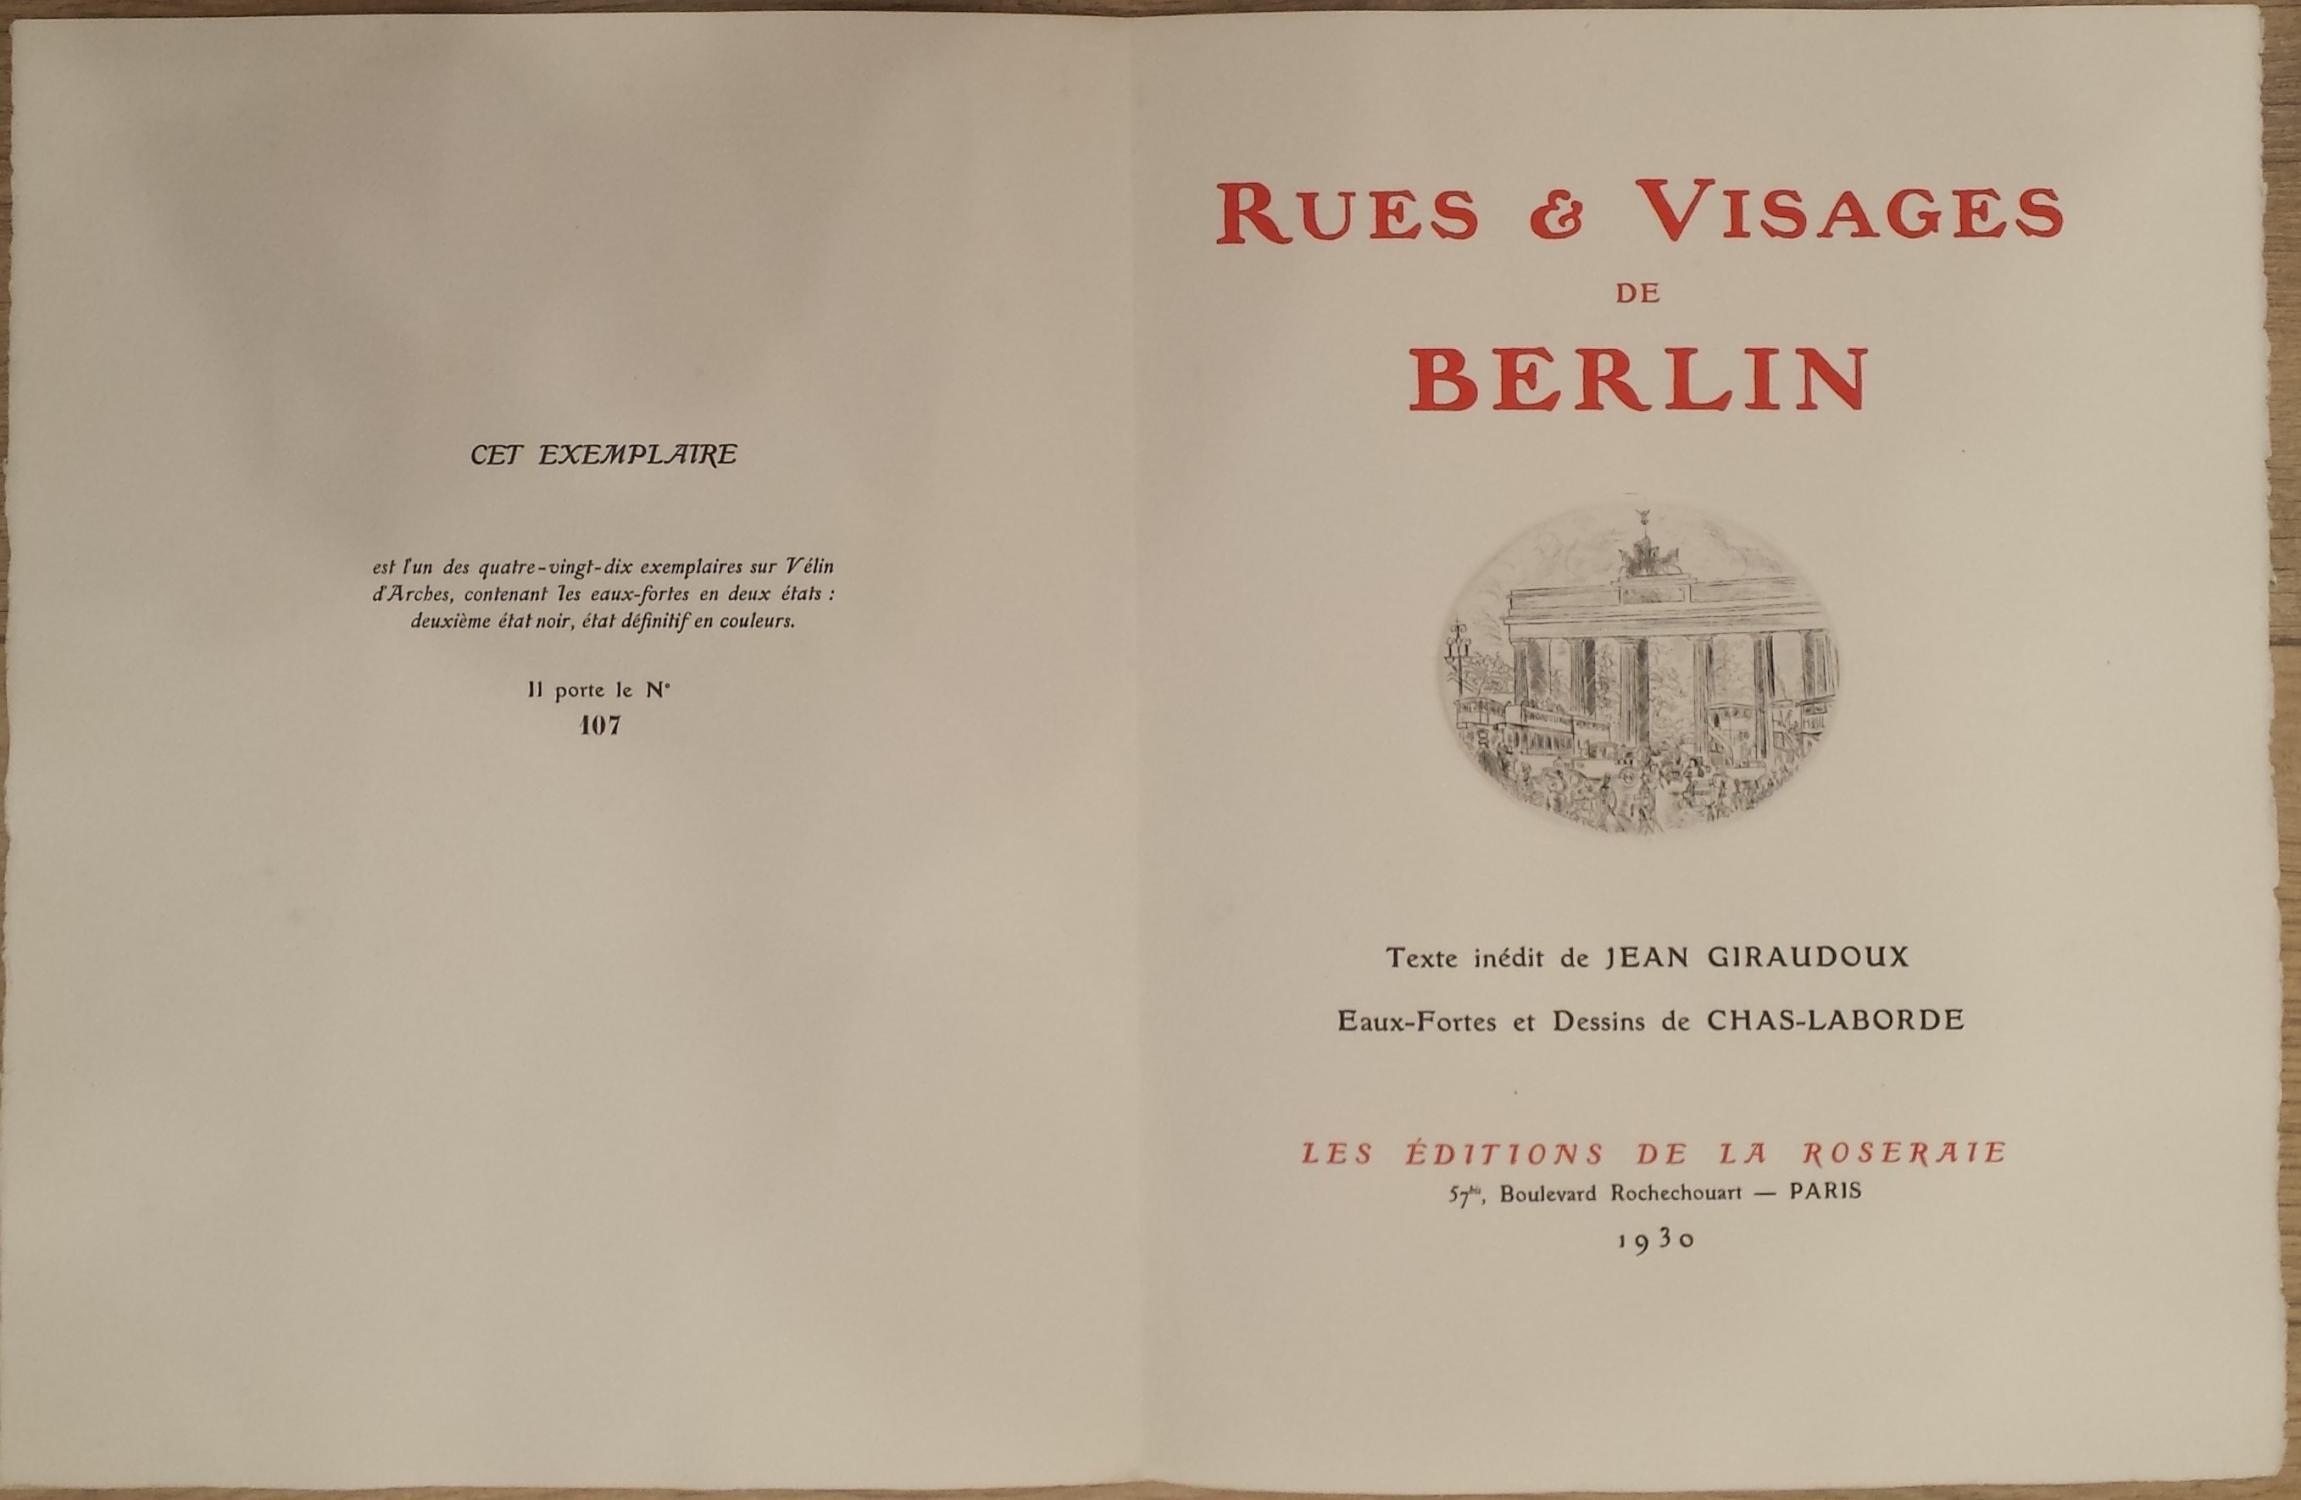 CET EXEMPLAIRE
est l'un des quatre-vingt-dix exemplaires sur Vélin
d'Arches, contenant les eaux-fortes en deux états :
deuxième état noir, état définitif en couleurs.
Il porte le N°
107
RUES & VISAGES
DE
BERLIN
Texte inédit de JEAN GIRAUDOUX
Eaux-Fortes et Dessins de CHAS-LABORDE
LES ÉDITIONS DE LA ROSERAIE
57bis, Boulevard Rochechouart — PARIS
1930